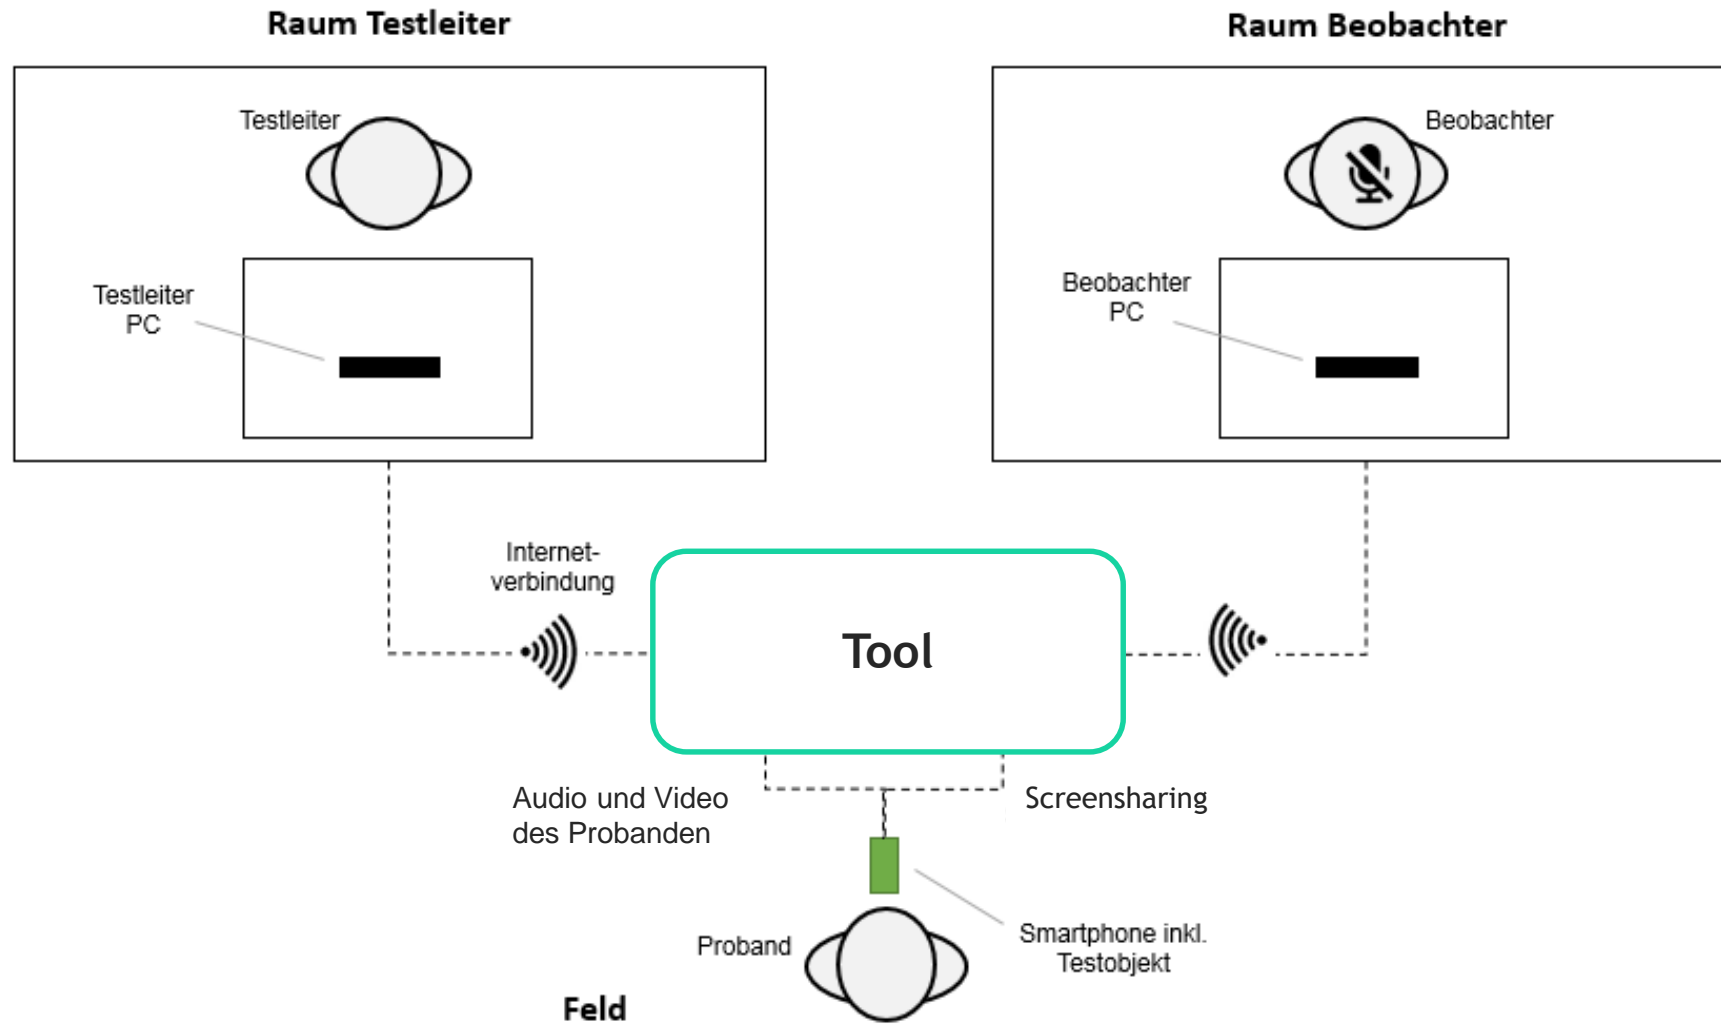 Raum Testleiter
Raum Beobachter
Testleiter
Beobachter
Testleiter
PC
Beobachter
PC
Internet-
verbindung
Tool
Audio und Video
des Probanden
Screensharing
Proband
Smartphone inkl.
Testobjekt
Feld